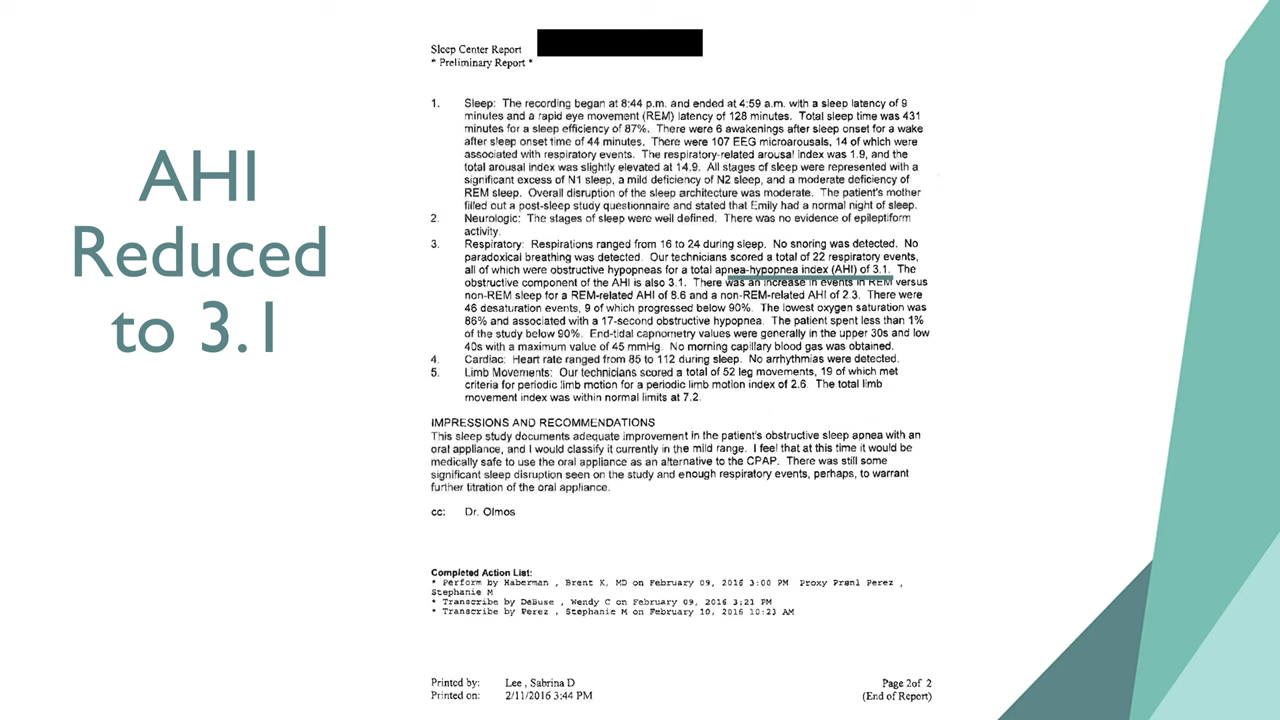 AHI
Reduced
to 3.1
Sleep Center Report
* Preliminary Report *
1. Sleep: The recording began at 8:44 p.m. and ended at 4:59 a.m. with a sleep latency of 9
minutes and a rapid eye movement (REM) latency of 128 minutes. Total sleep time was 431
minutes for a sleep efficiency of 87%. There were 6 awakenings after sleep onset for a wake
after sleep onset time of 44 minutes. There were 107 EEG microarousals, 14 of which were
associated with respiratory events. The respiratory-related arousal index was 1.9, and the
total arousal index was slightly elevated at 14.9. All stages of sleep were represented with a
significant excess of N1 sleep, a mild deficiency of N2 sleep, and a moderate deficiency of
REM sleep. Overall disruption of the sleep architecture was moderate. The patient's mother
filled out a post-sleep study questionnaire and stated that Emily had a normal night of sleep.
2. Neurologic: The stages of sleep were well defined. There was no evidence of epileptiform
activity.
3. Respiratory: Respirations ranged from 16 to 24 during sleep. No snoring was detected. No
paradoxical breathing was detected. Our technicians scored a total of 22 respiratory events,
all of which were obstructive hypopneas for a total apnea-hypopnea index (AHI) of 3.1. The
obstructive component of the AHI is also 3.1. There was an increase in events in REM versus
non-REM sleep for a REM-related AHI of 8.6 and a non-REM-related AHI of 2.3. There were
46 desaturation events, 9 of which progressed below 90%. The lowest oxygen saturation was
86% and associated with a 17-second obstructive hypopnea. The patient spent less than 1%
of the study below 90%. End-tidal capnometry values were generally in the upper 30s and low
40s with a maximum value of 45 mmHg. No morning capillary blood gas was obtained.
4. Cardiac: Heart rate ranged from 85 to 112 during sleep. No arrhythmias were detected.
5. Limb Movements: Our technicians scored a total of 52 leg movements, 19 of which met
criteria for periodic limb motion for a periodic limb motion index of 2.6. The total limb
movement index was within normal limits at 7.2.
IMPRESSIONS AND RECOMMENDATIONS
This sleep study documents adequate improvement in the patient's obstructive sleep apnea with an
oral appliance, and I would classify it currently in the mild range. I feel that at this time it would be
medically safe to use the oral appliance as an alternative to the CPAP. There was still some
significant sleep disruption seen on the study and enough respiratory events, perhaps, to warrant
further titration of the oral appliance.
cc: Dr. Olmos
Completed Action List:
* Perform by Haberman , Brent K, MD on February 09, 2016 3:00 PM Proxy Prsnl Perez ,
Stephanie M
* Transcribe by DeBuse , Wendy C on February 09, 2016 3:21 PM
* Transcribe by Perez , Stephanie M on February 10, 2016 10:23 AM
Printed by: Lee , Sabrina D
Printed on: 2/11/2016 3:44 PM
Page 2of 2
(End of Report)